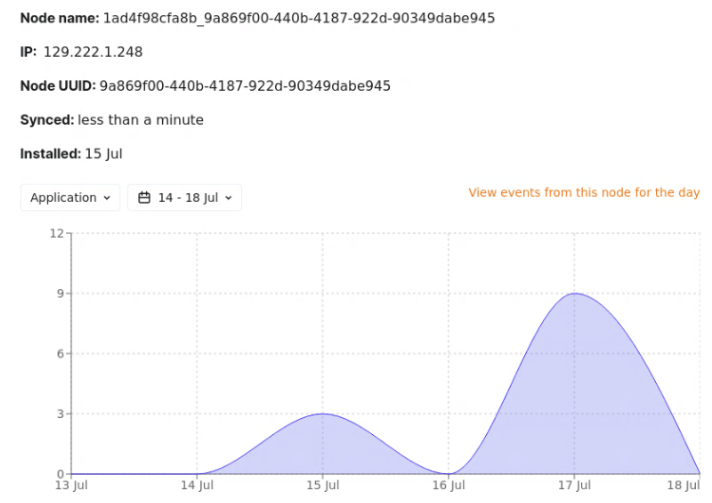 Node name: 1ad4f98cfa8b_9a869f00-440b-4187-922d-90349dabe945
IP: 129.222.1.248
Node UUID: 9a869f00-440b-4187-922d-90349dabe945
Synced: less than a minute
Installed: 15 Jul
Application 14 - 18 Jul View events from this node for the day
12
9
6
3
0
13 Jul 14 Jul 15 Jul 16 Jul 17 Jul 18 Jul